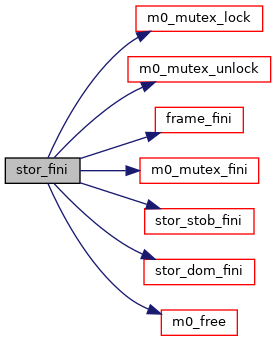 m0_mutex_lock
m0_mutex_unlock
frame_fini
stor_fini
m0_mutex_fini
stor_stob_fini
stor_dom_fini
m0_free